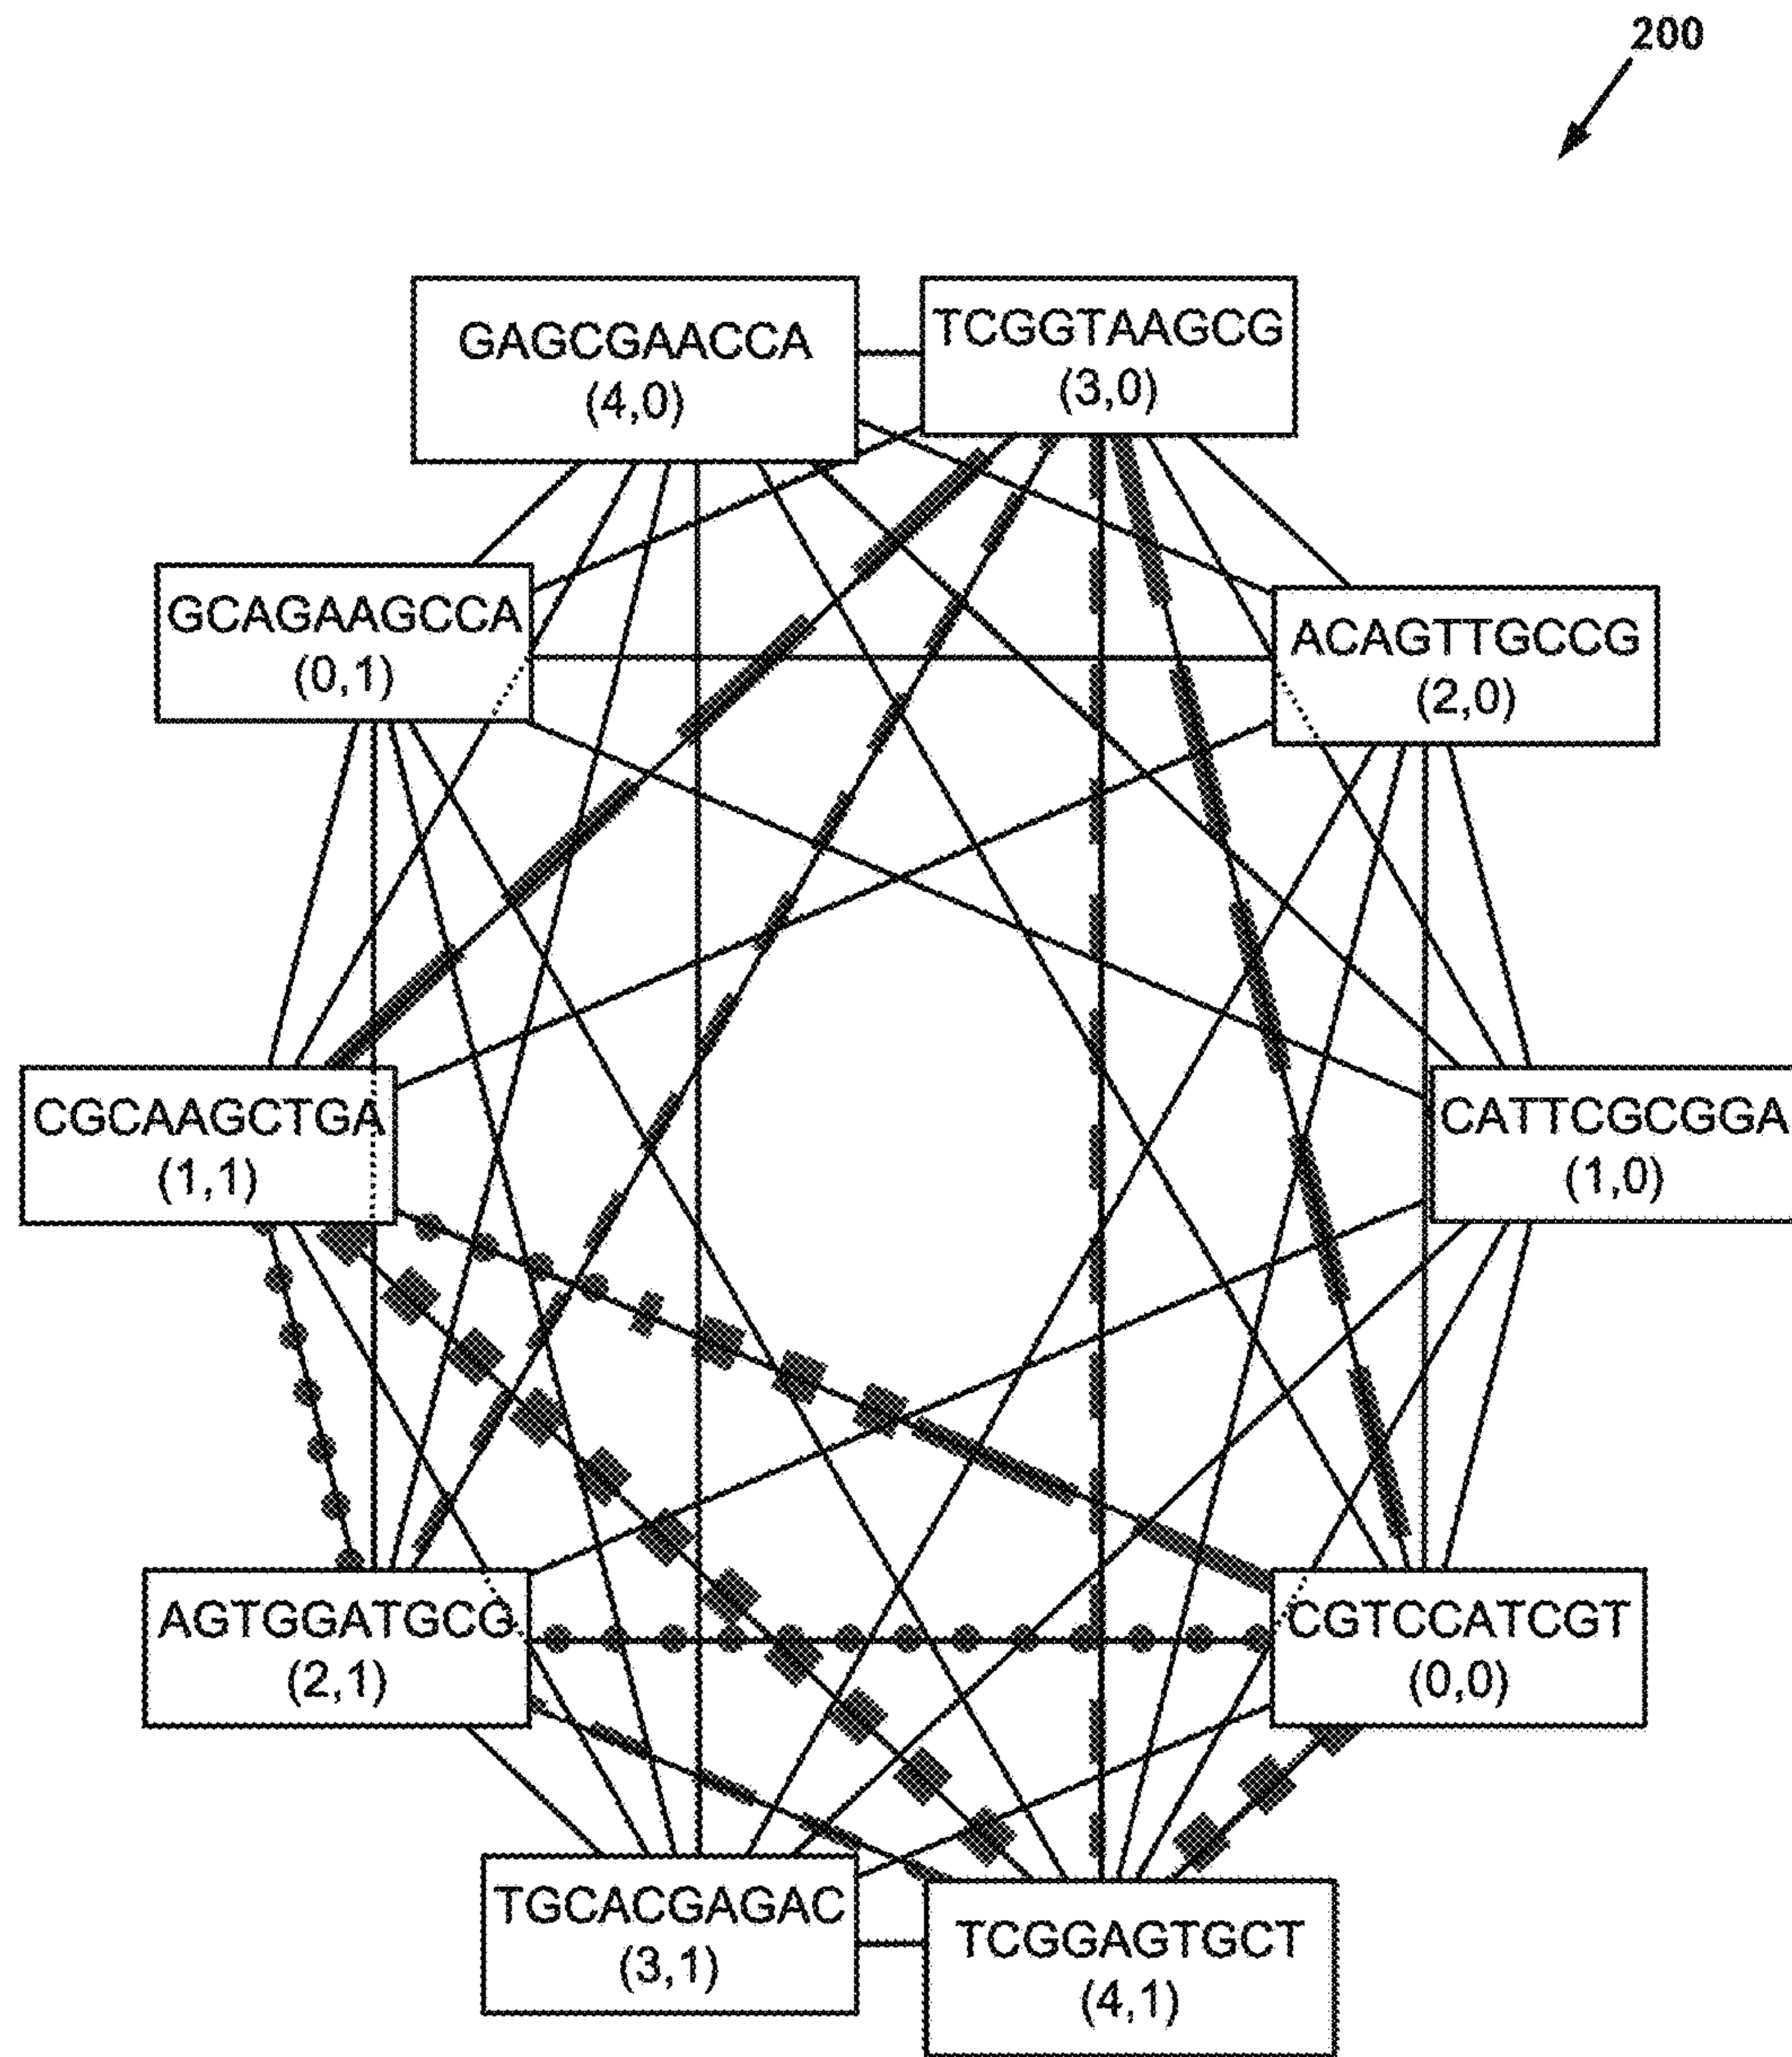 200
GAGCGAACCA
(4,0)
TCGGTAAGCG
(3,0)
GCAGAAGCCA
(0,1)
ACAGTTGCCG
(2,0)
CGCAAGCTGA
(1,1)
CATTCGCGGA
(1,0)
AGTGGATGCG
(2,1)
CGTCCATCGT
(0,0)
TGCACGAGAC
(3,1)
TCGGAGTGCT
(4,1)